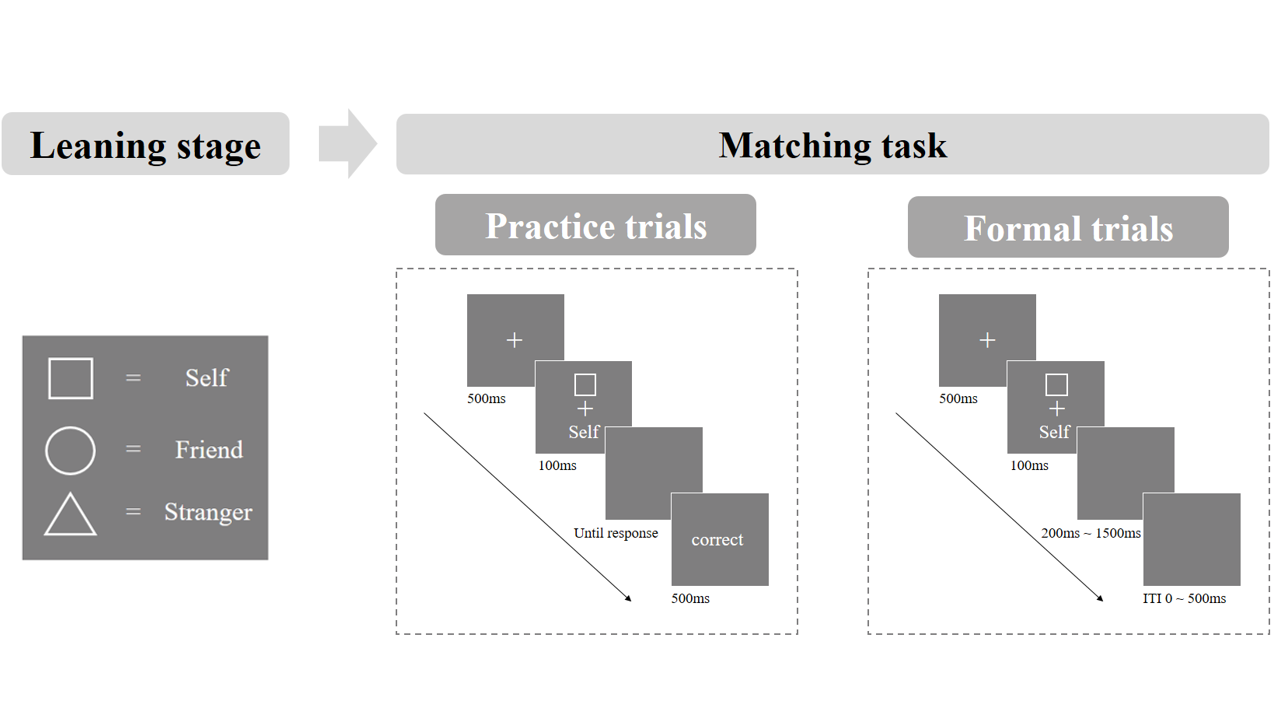 Leaning stage
Matching task
Practice trials
Formal trials
= Self
= Friend
= Stranger
+
500ms
+
Self
100ms
Until response
correct
500ms
+
500ms
+
Self
100ms
200ms ~ 1500ms
ITI 0 ~ 500ms